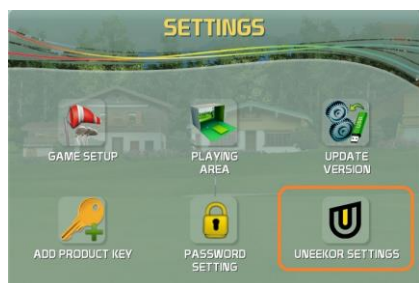 SETTINGS
GAME SETUP
PLAYING
AREA
UPDATE
VERSION
ADD PRODUCT KEY
PASSWORD
SETTING
UNEEKOR SETTINGS